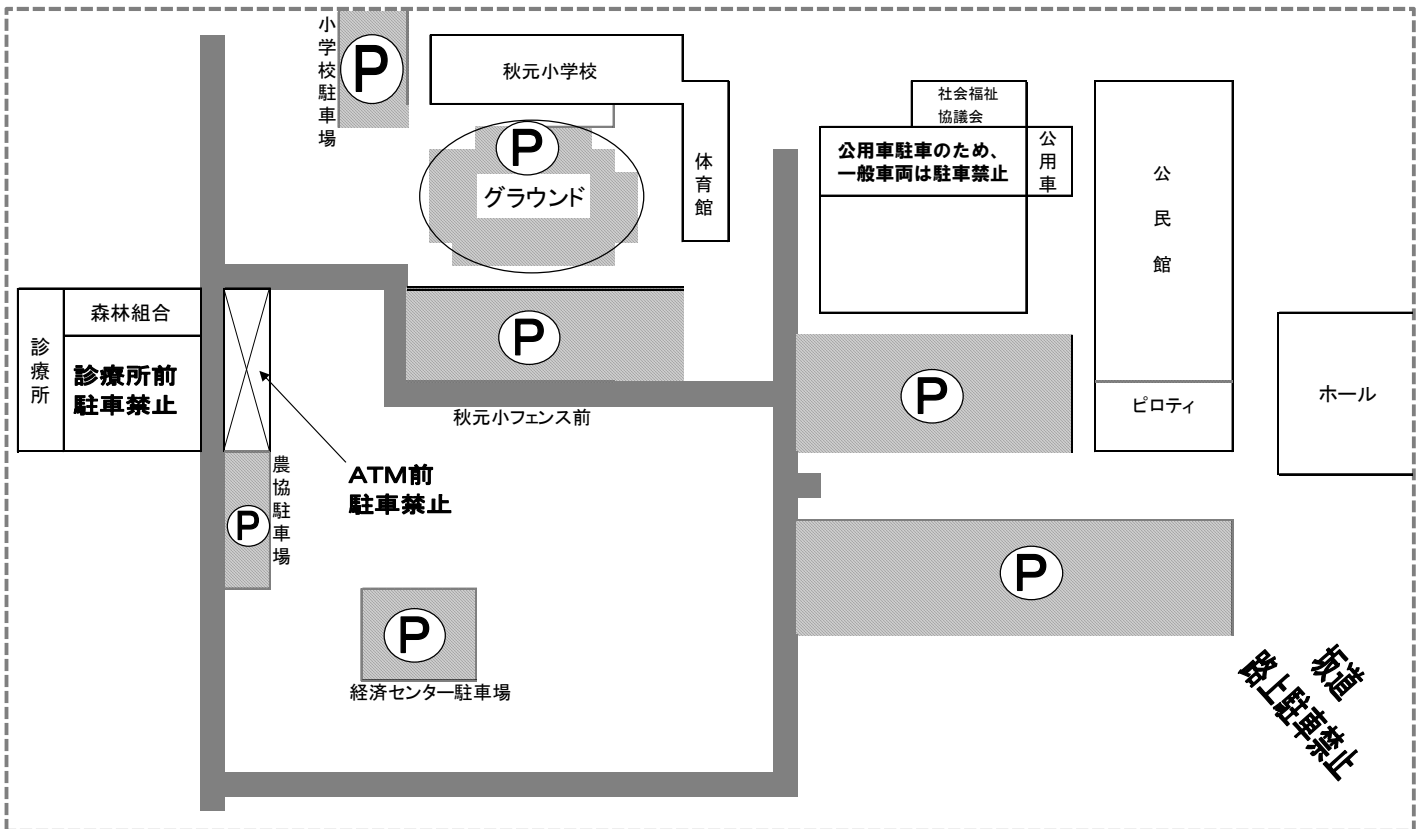 小学校駐車場
P
秋元小学校
体育館
P
グラウンド
社会福祉
協議会
公用車駐車のため、
一般車両は駐車禁止
公用車
公民館
ピロティ
ホール
診療所
森林組合
診療所前
駐車禁止
P
秋元小フェンス前
P
ATM前
駐車禁止
農協駐車場
P
P
P
経済センター駐車場
坂道
路上駐車禁止